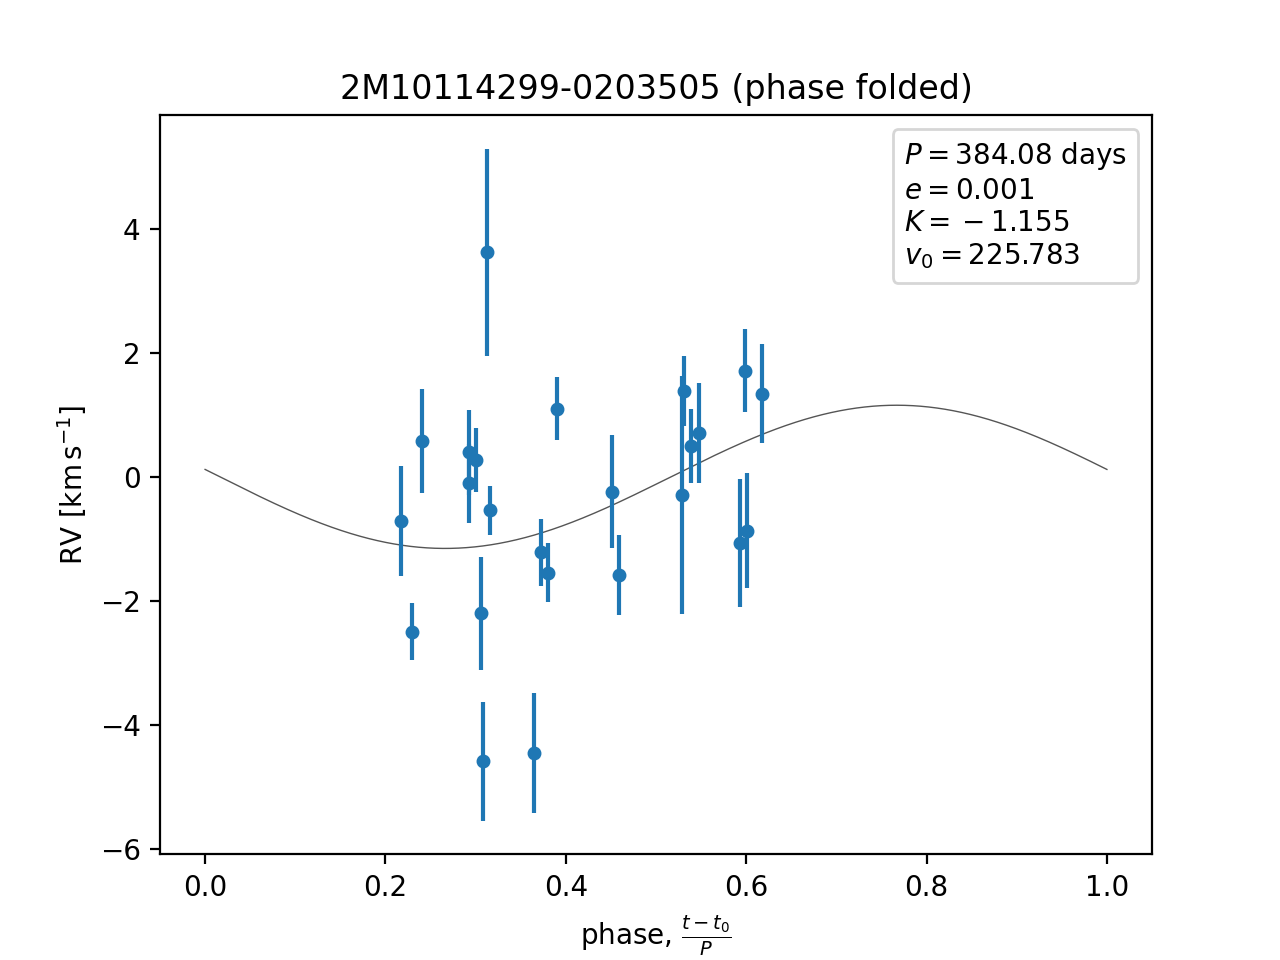 2M10114299-0203505 (phase folded)
P = 384.08 days
e = 0.001
K = −1.155
v₀ = 225.783
RV [km s⁻¹]
4
2
0
−2
−4
−6
0.0 0.2 0.4 0.6 0.8 1.0
phase, (t − t₀)/P